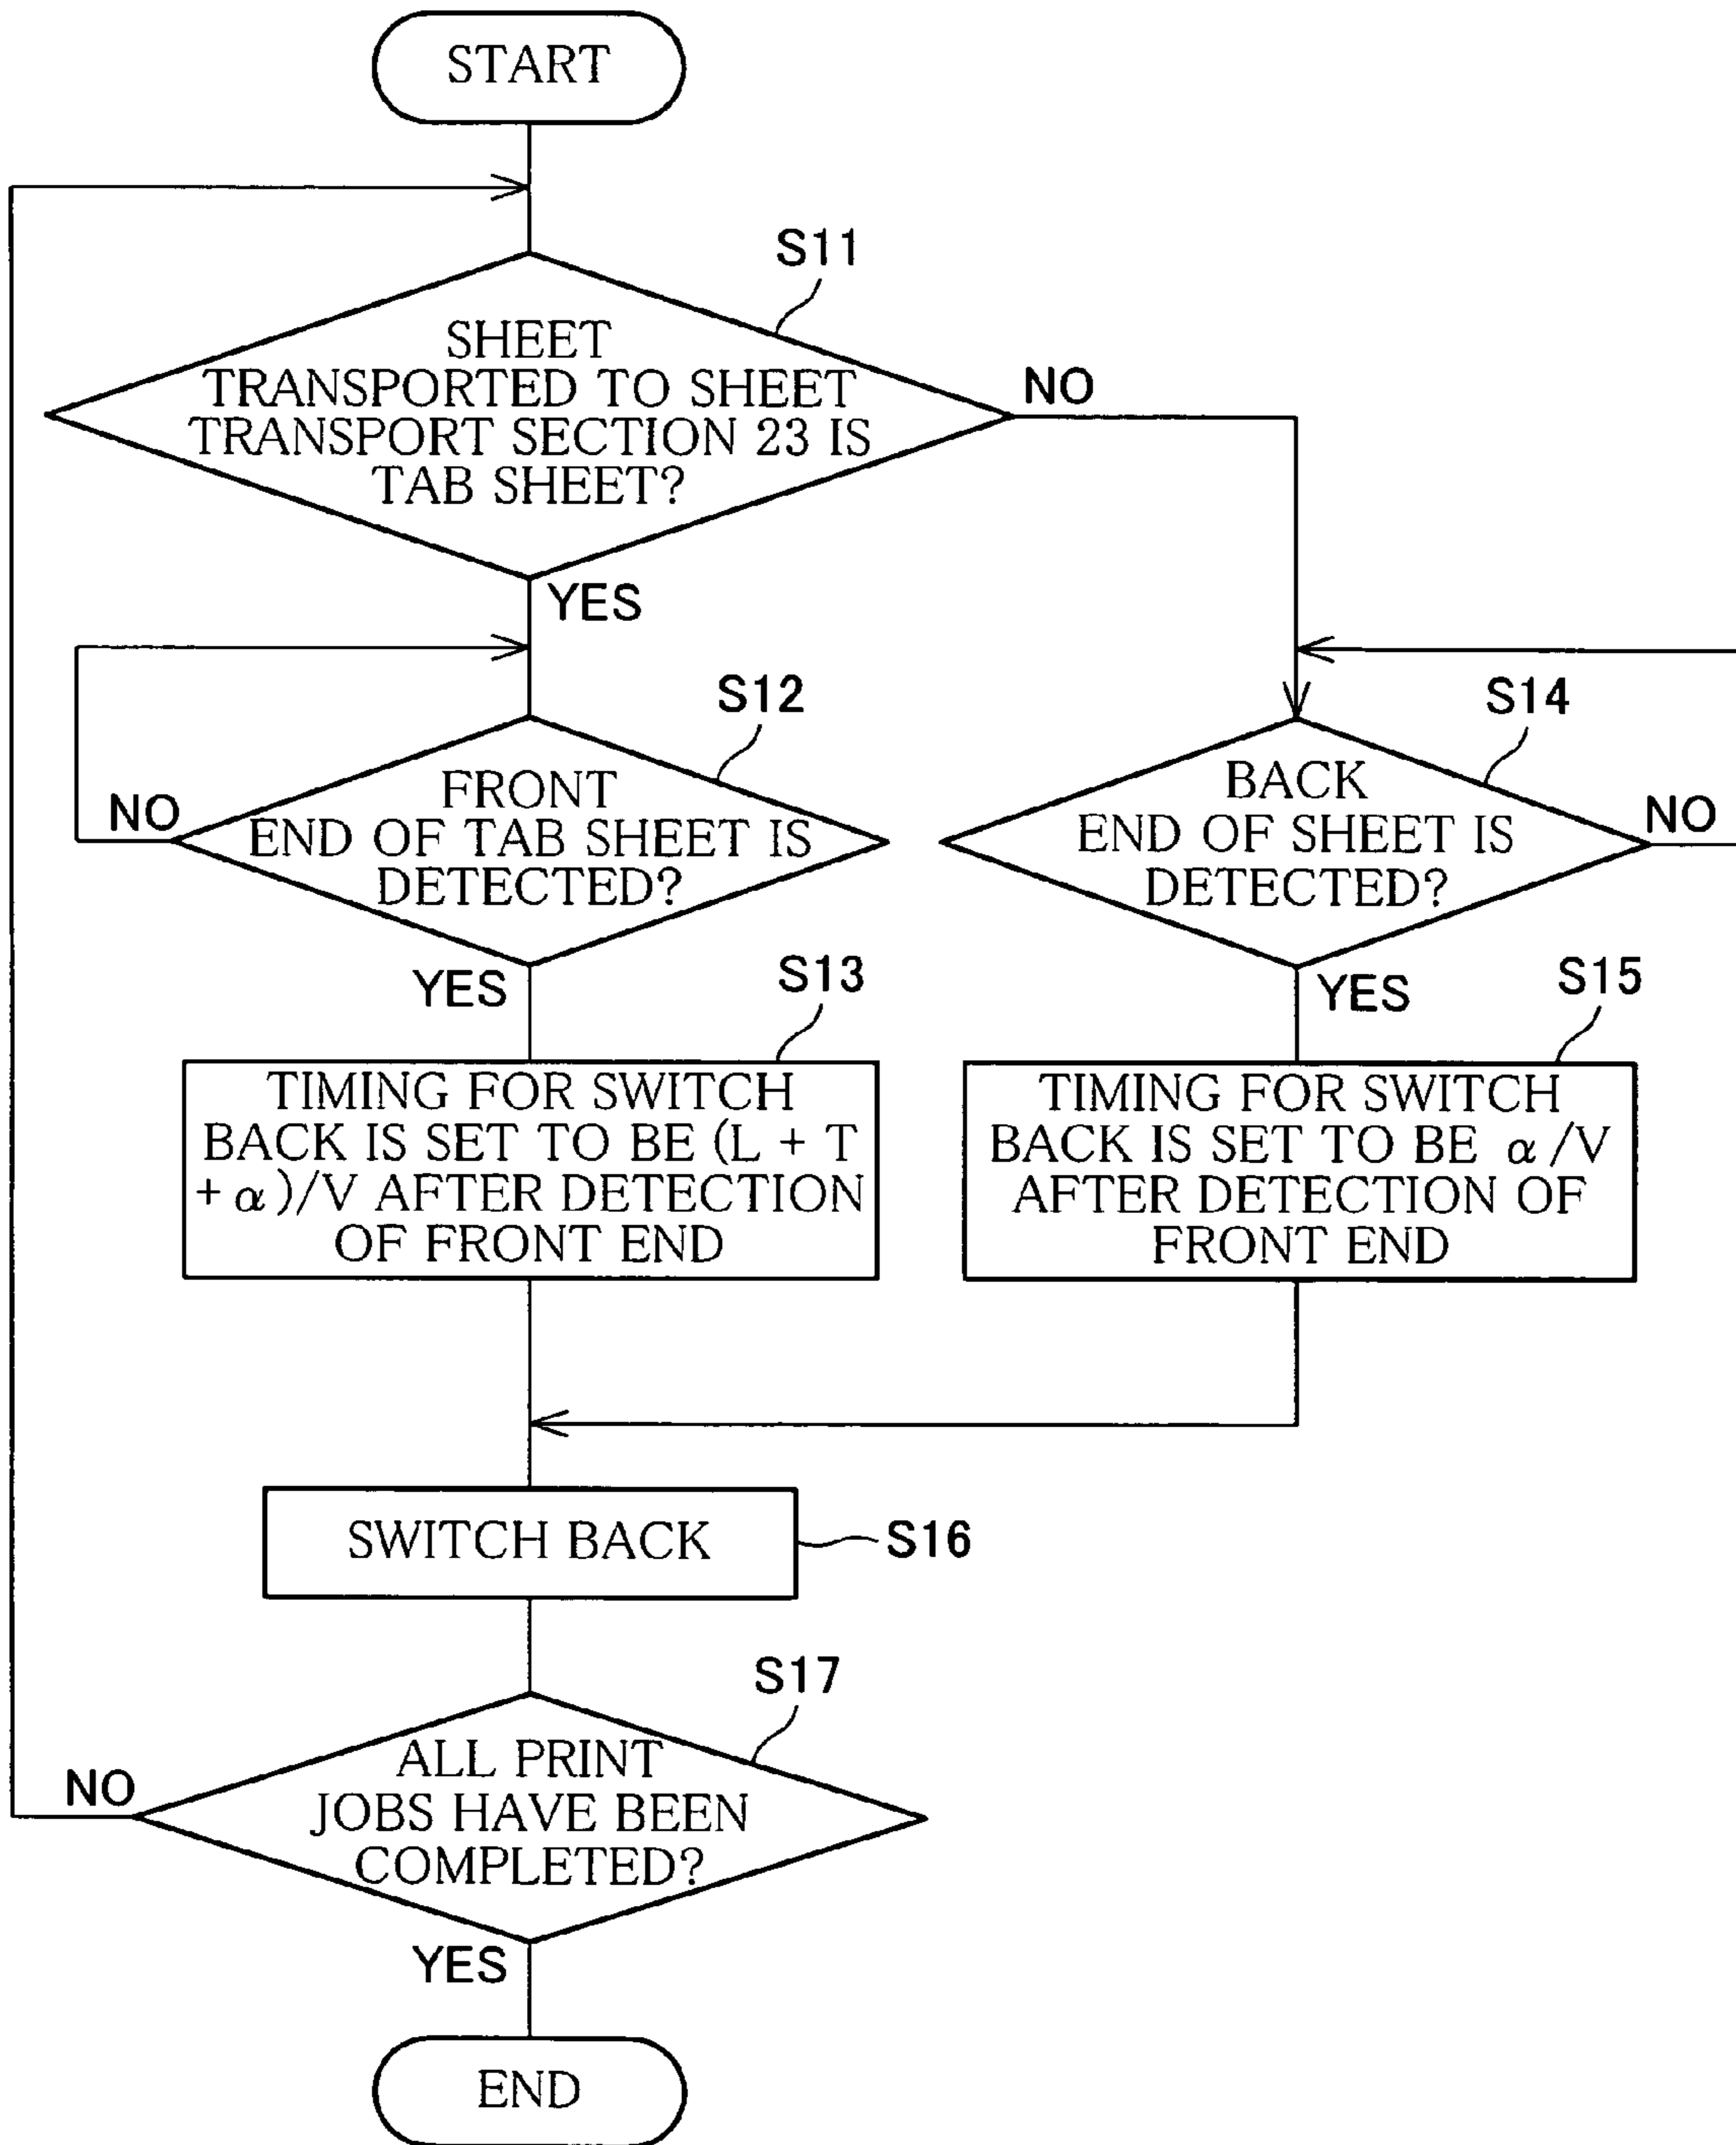 START
S11
SHEET
TRANSPORTED TO SHEET
TRANSPORT SECTION 23 IS
TAB SHEET?
NO
YES
S12
FRONT
END OF TAB SHEET IS
DETECTED?
NO
YES
S14
BACK
END OF SHEET IS
DETECTED?
NO
YES
S13
TIMING FOR SWITCH
BACK IS SET TO BE (L + T
+ α)/V AFTER DETECTION
OF FRONT END
S15
TIMING FOR SWITCH
BACK IS SET TO BE α/V
AFTER DETECTION OF
FRONT END
SWITCH BACK
S16
S17
ALL PRINT
JOBS HAVE BEEN
COMPLETED?
NO
YES
END